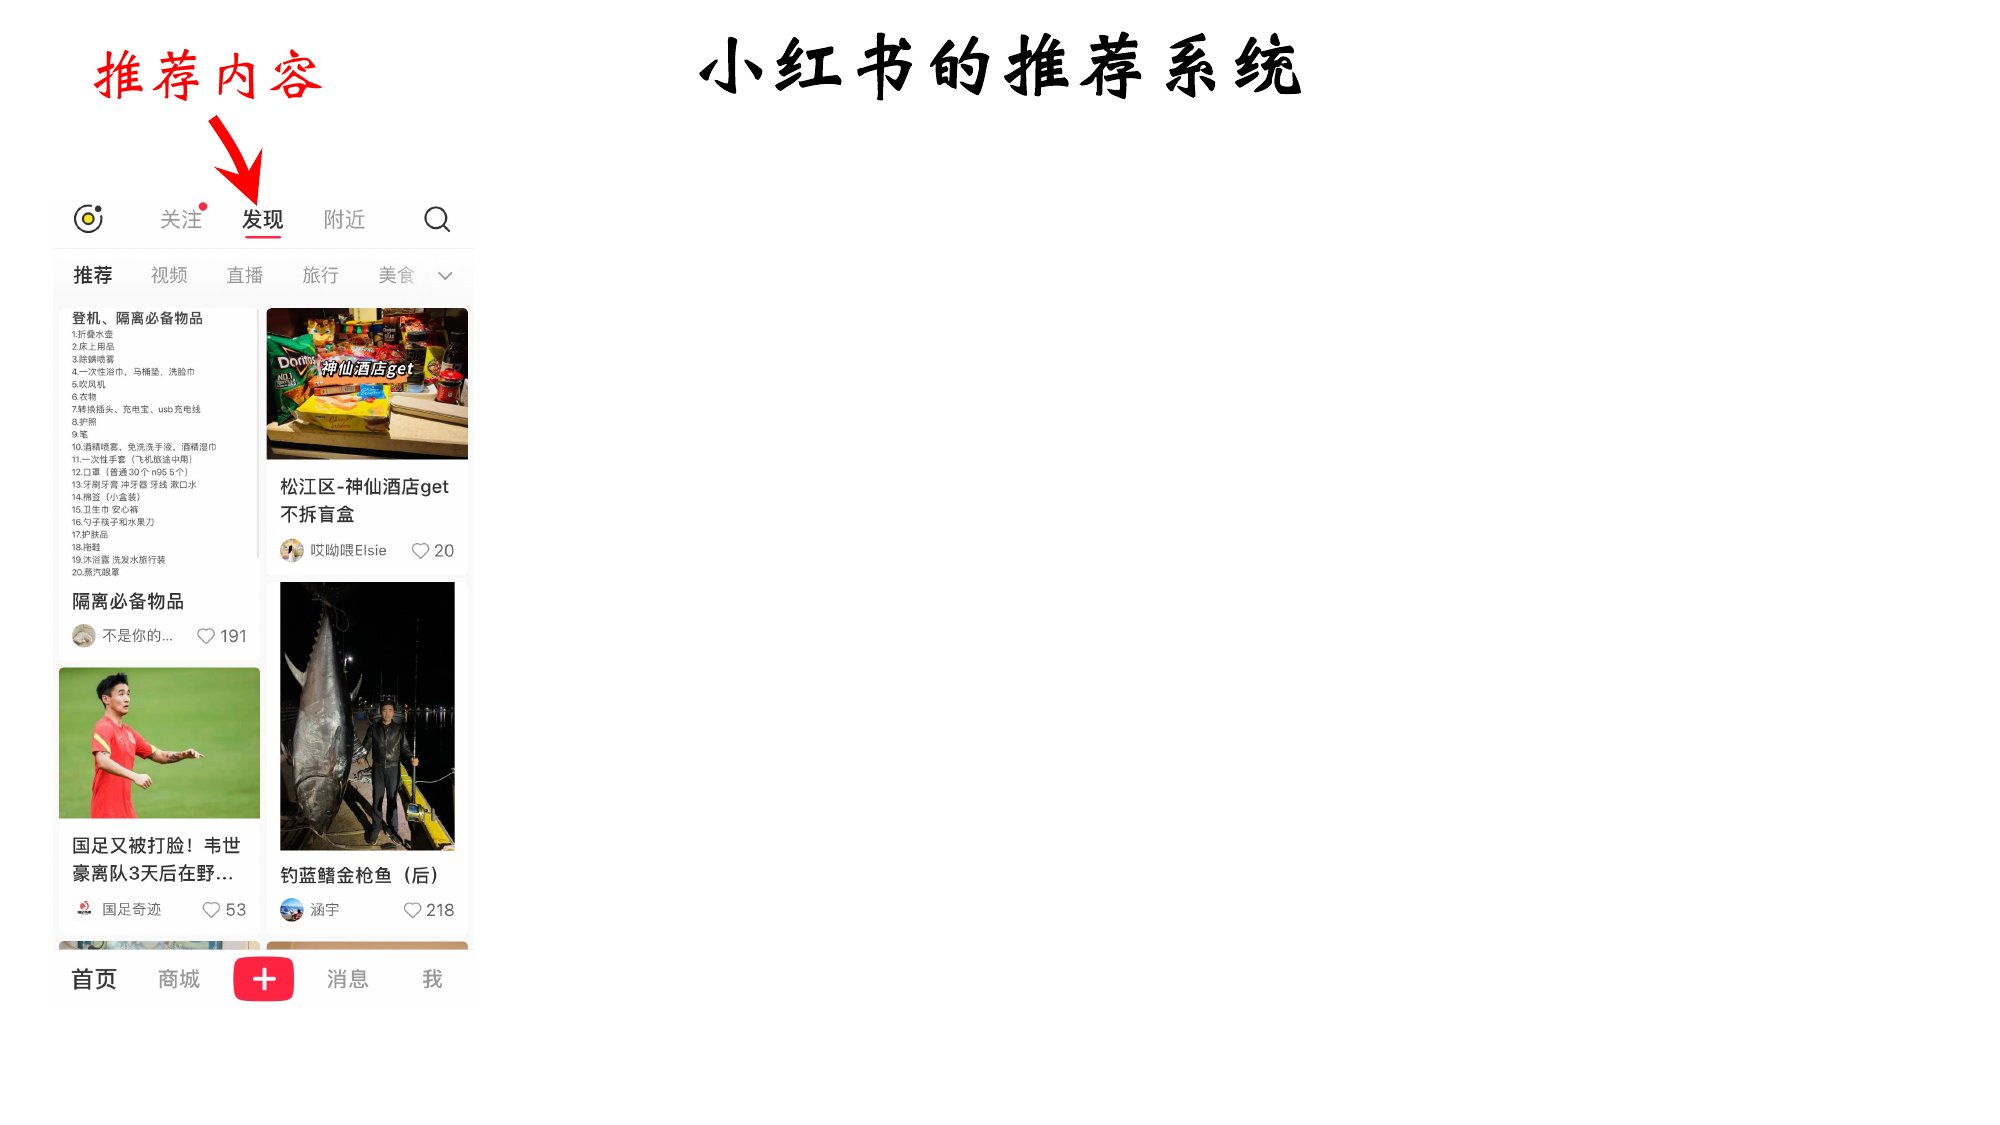 小红书的推荐系统
推荐内容
关注 发现 附近
推荐 视频 直播 旅行 美食
登机、隔离必备物品
1.折叠水壶
2.床上用品
3.除螨喷雾
4.一次性浴巾，马桶垫，洗脸巾
5.吹风机
6.衣物
7.转换插头、充电宝、usb充电线
8.护照
9.笔
10.酒精喷雾，免洗洗手液，酒精湿巾
11.一次性手套（飞机旅途中用）
12.口罩（普通30个 n95 5个）
13.牙刷牙膏 冲牙器 牙线 漱口水
14.棉签（小盒装）
15.卫生巾 安心裤
16.勺子筷子和水果刀
17.护肤品
18.拖鞋
19.沐浴露 洗发水旅行装
20.蒸汽眼罩
隔离必备物品
不是你的... 191
Doritos
神仙酒店get
松江区-神仙酒店get
不拆盲盒
哎呦喂Elsie 20
国足又被打脸！韦世
豪离队3天后在野...
国足奇迹 53
钓蓝鳍金枪鱼（后）
涵宇 218
首页 商城 消息 我